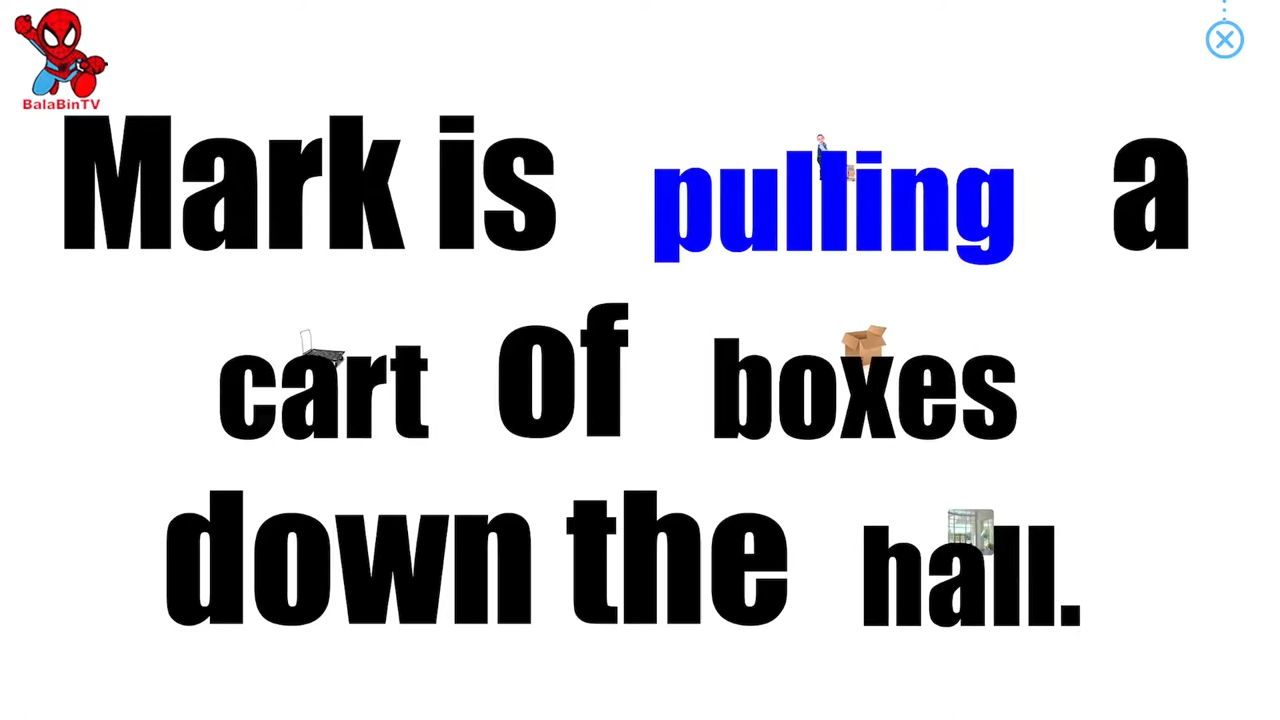 BalaBinTV
Mark is pulling a
cart of boxes
down the hall.